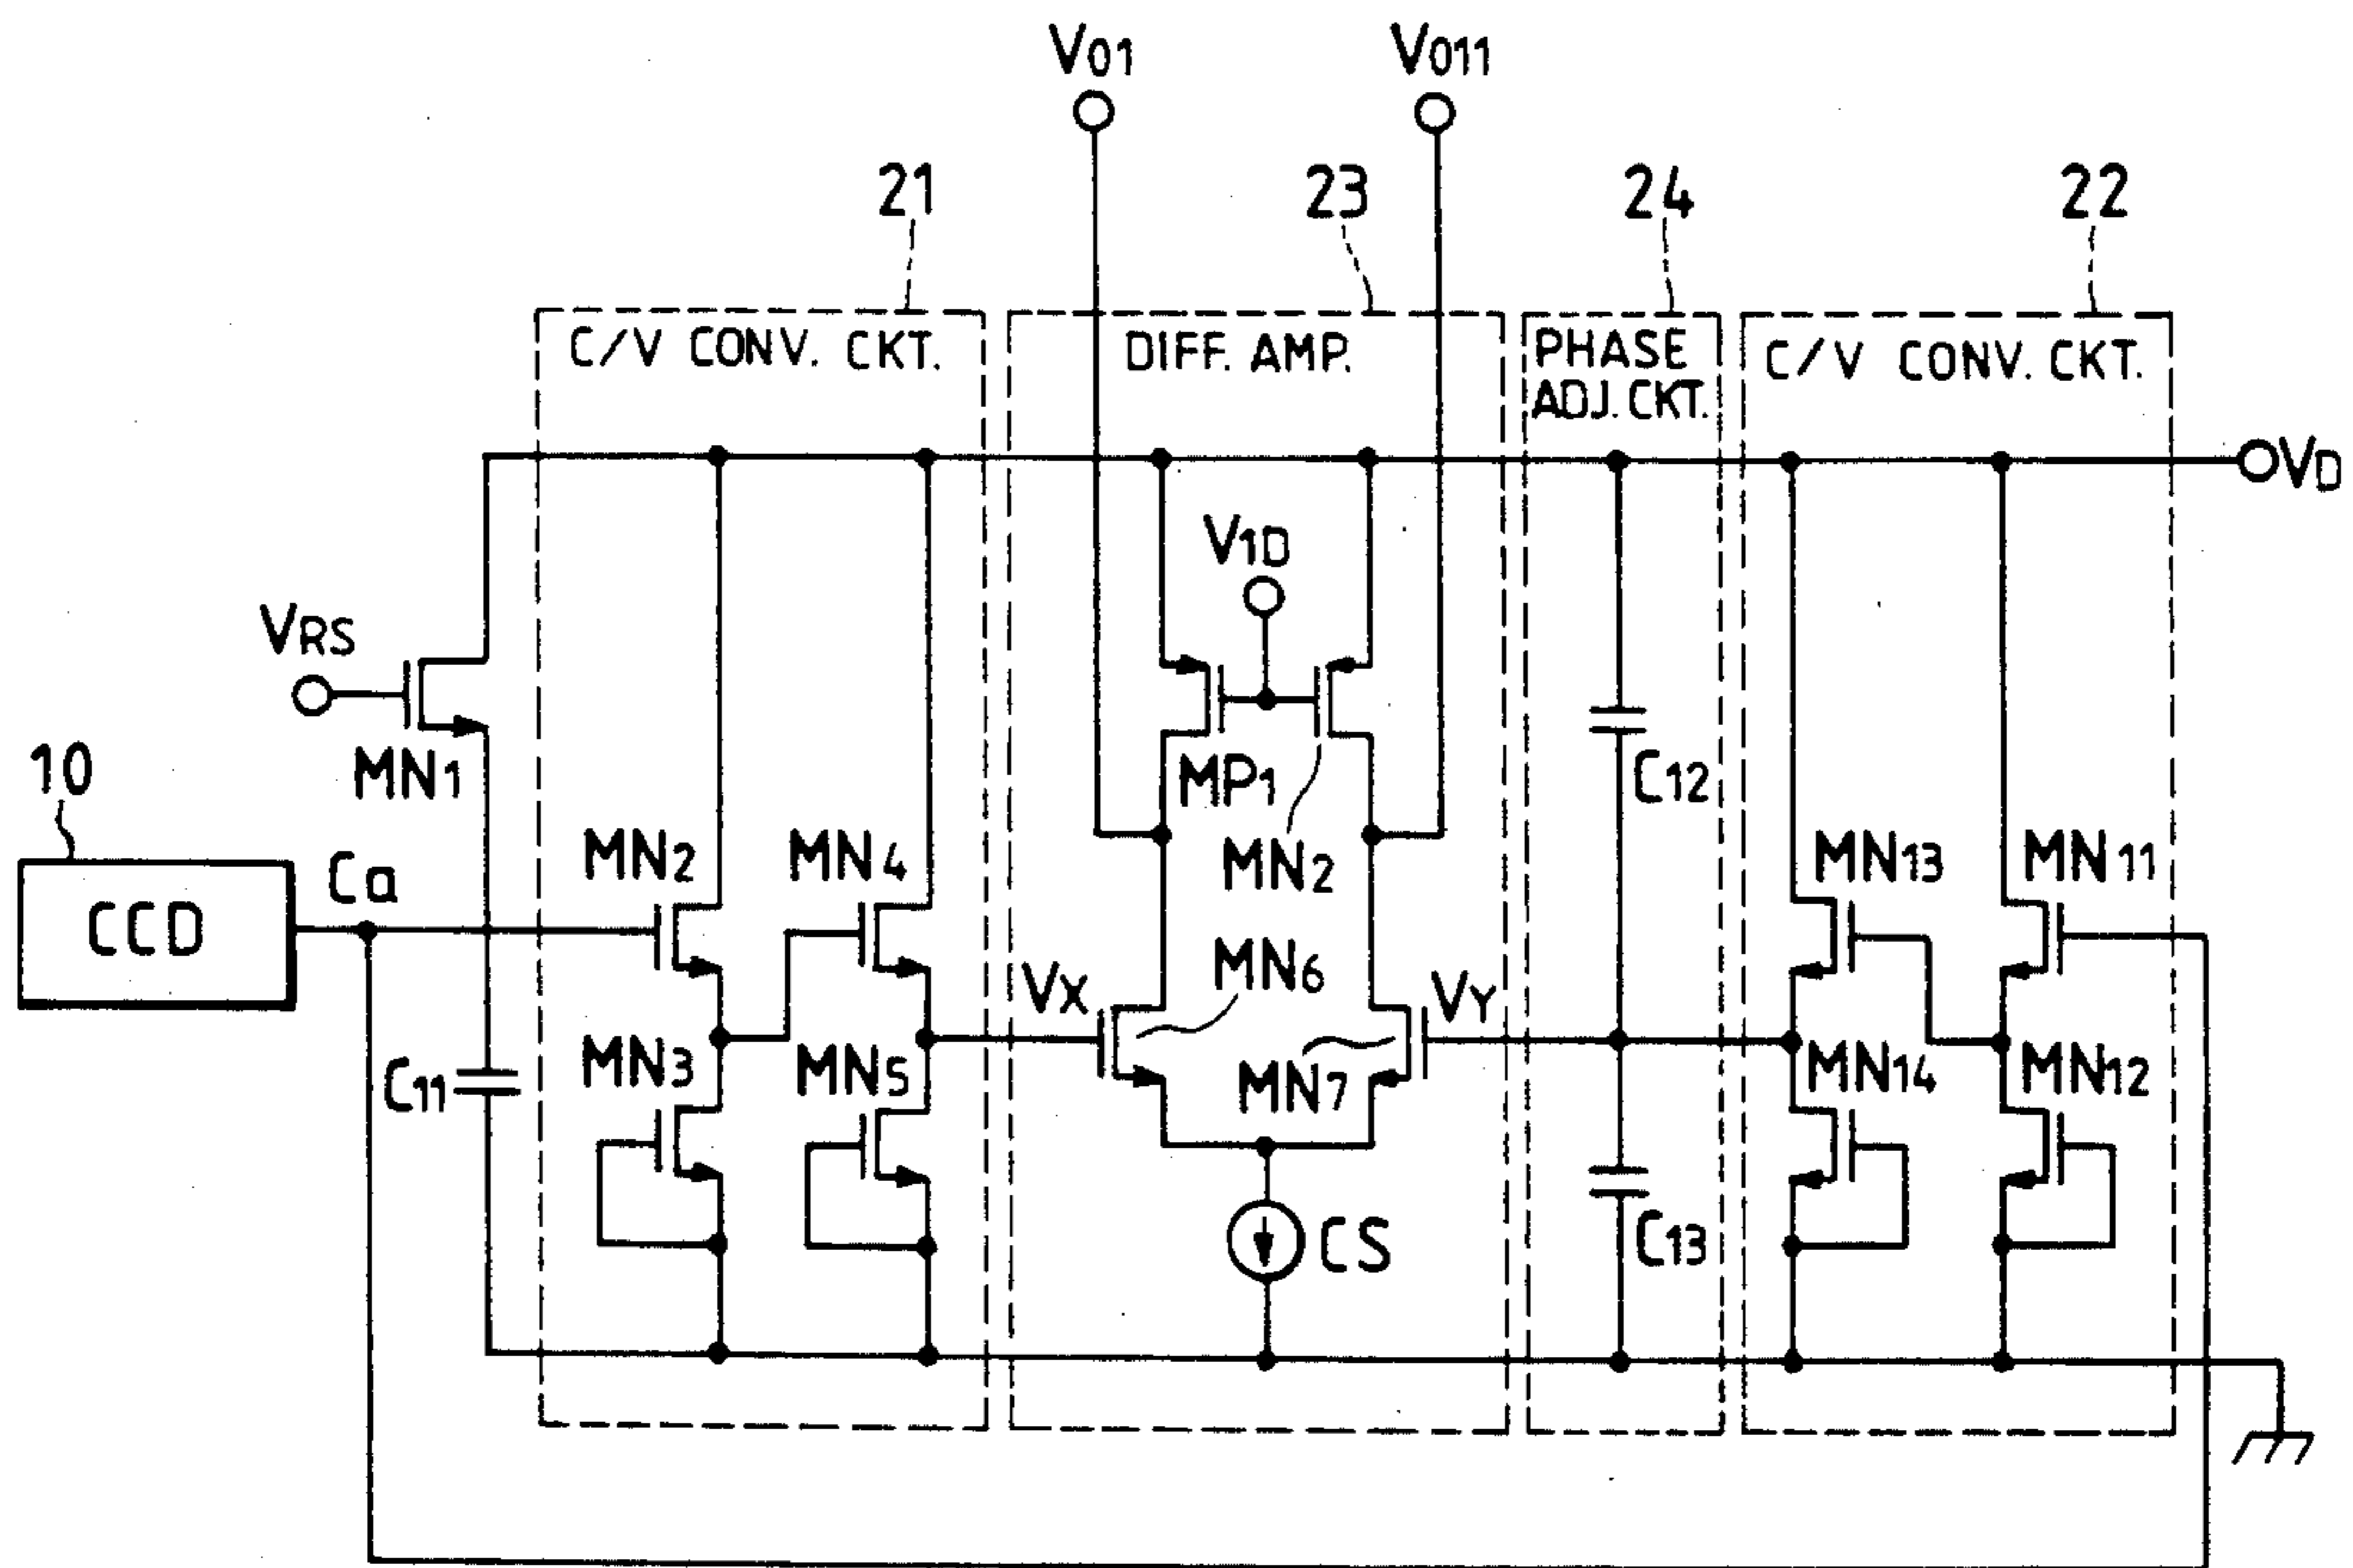 V01
V011
21
23
24
22
C/V CONV. CKT.
DIFF. AMP.
PHASE
ADJ. CKT.
C/V CONV. CKT.
VD
V1D
VRS
MN1
10
CCD
Ca
MN2
MN4
MP1
MN2
C12
MN13
MN11
VX
MN6
VY
C11
MN3
MN5
MN7
MN14
MN12
CS
C13